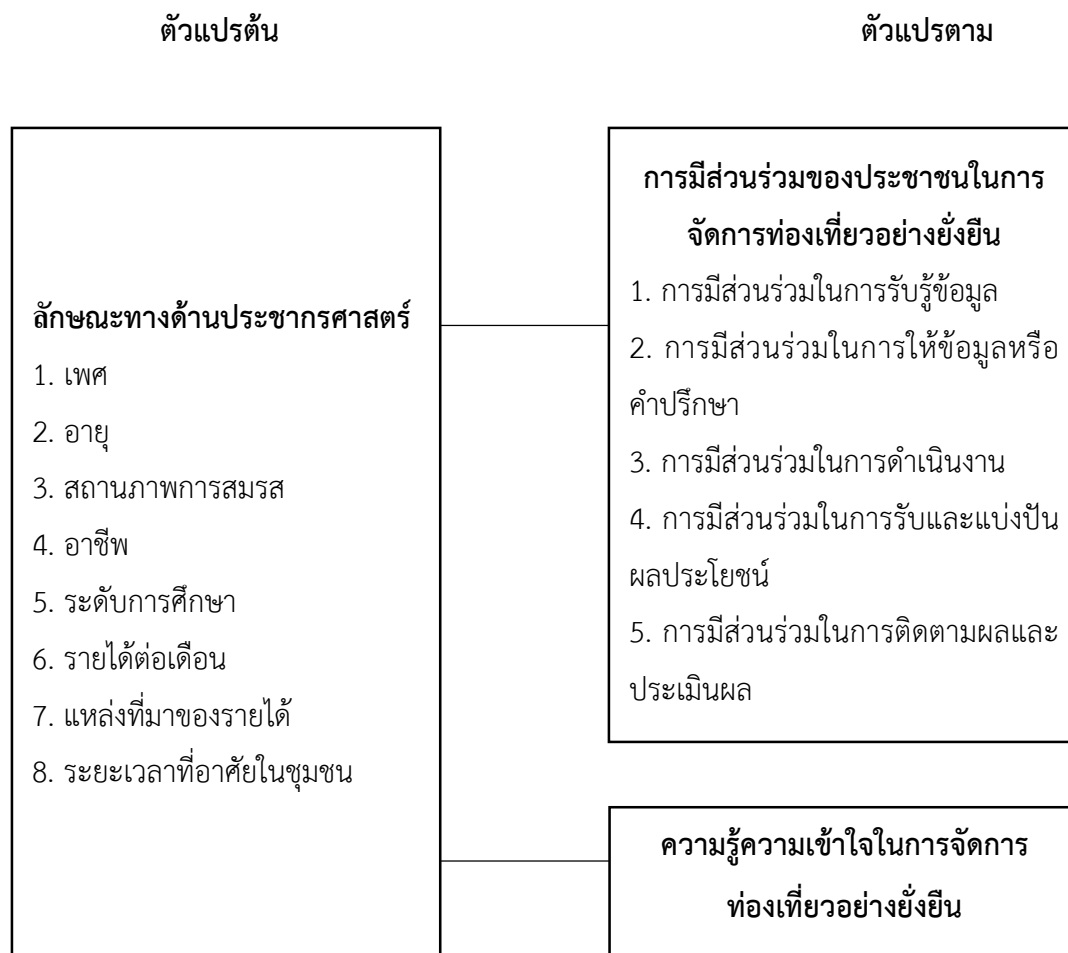 ตัวแปรต้น
ตัวแปรตาม
ลักษณะทางด้านประชากรศาสตร์
1. เพศ
2. อายุ
3. สถานภาพการสมรส
4. อาชีพ
5. ระดับการศึกษา
6. รายได้ต่อเดือน
7. แหล่งที่มาของรายได้
8. ระยะเวลาที่อาศัยในชุมชน
การมีส่วนร่วมของประชาชนในการ
จัดการท่องเที่ยวอย่างยั่งยืน
1. การมีส่วนร่วมในการรับรู้ข้อมูล
2. การมีส่วนร่วมในการให้ข้อมูลหรือ
คำปรึกษา
3. การมีส่วนร่วมในการดำเนินงาน
4. การมีส่วนร่วมในการรับและแบ่งปัน
ผลประโยชน์
5. การมีส่วนร่วมในการติดตามผลและ
ประเมินผล
ความรู้ความเข้าใจในการจัดการ
ท่องเที่ยวอย่างยั่งยืน